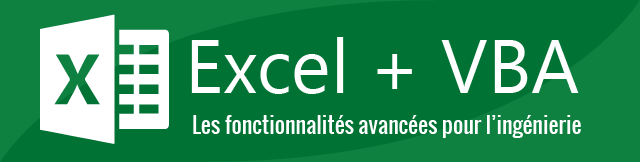 X
Excel + VBA
Les fonctionnalités avancées pour l'ingénierie